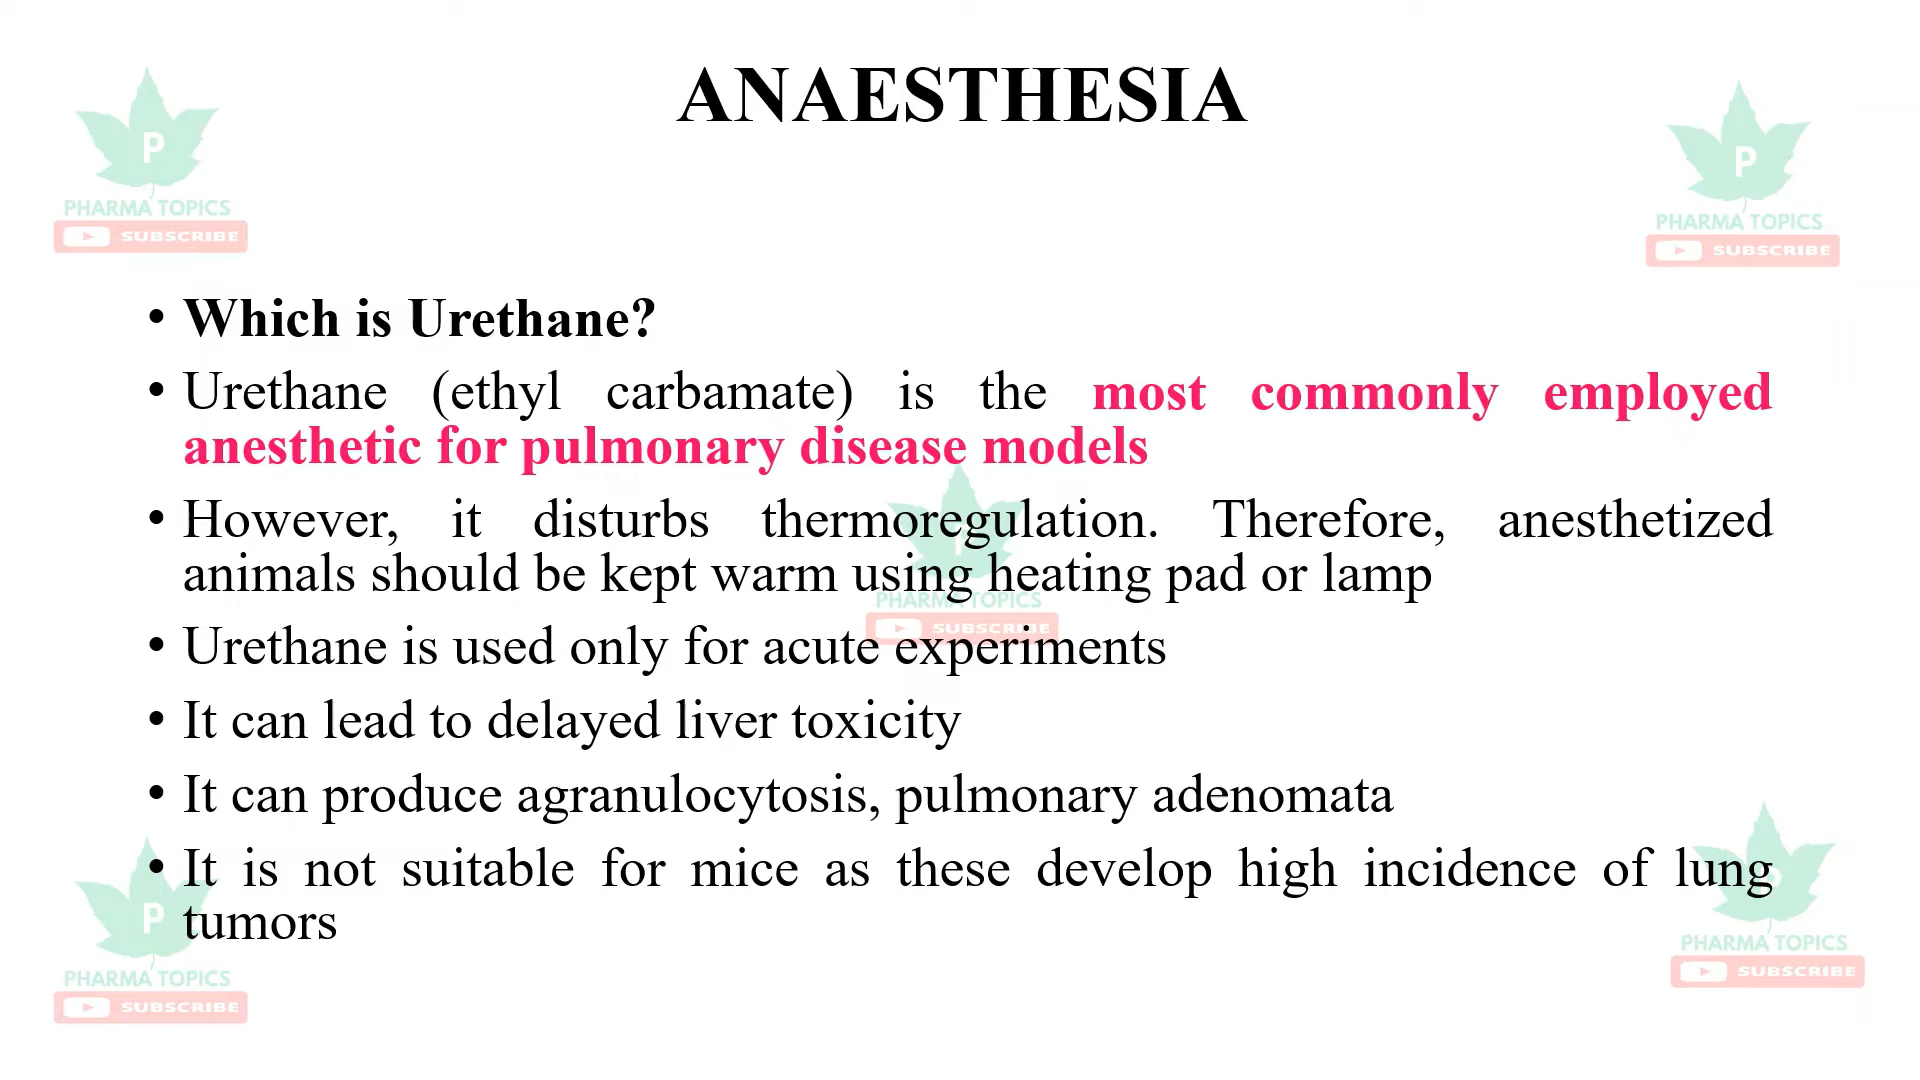 ANAESTHESIA
P
PHARMA TOPICS
SUBSCRIBE
P
PHARMA TOPICS
SUBSCRIBE
• Which is Urethane?
• Urethane (ethyl carbamate) is the most commonly employed
anesthetic for pulmonary disease models
• However, it disturbs thermoregulation. Therefore, anesthetized
animals should be kept warm using heating pad or lamp
PHARMA TOPICS
SUBSCRIBE
• Urethane is used only for acute experiments
• It can lead to delayed liver toxicity
• It can produce agranulocytosis, pulmonary adenomata
• It is not suitable for mice as these develop high incidence of lung
tumors
P
PHARMA TOPICS
SUBSCRIBE
PHARMA TOPICS
SUBSCRIBE